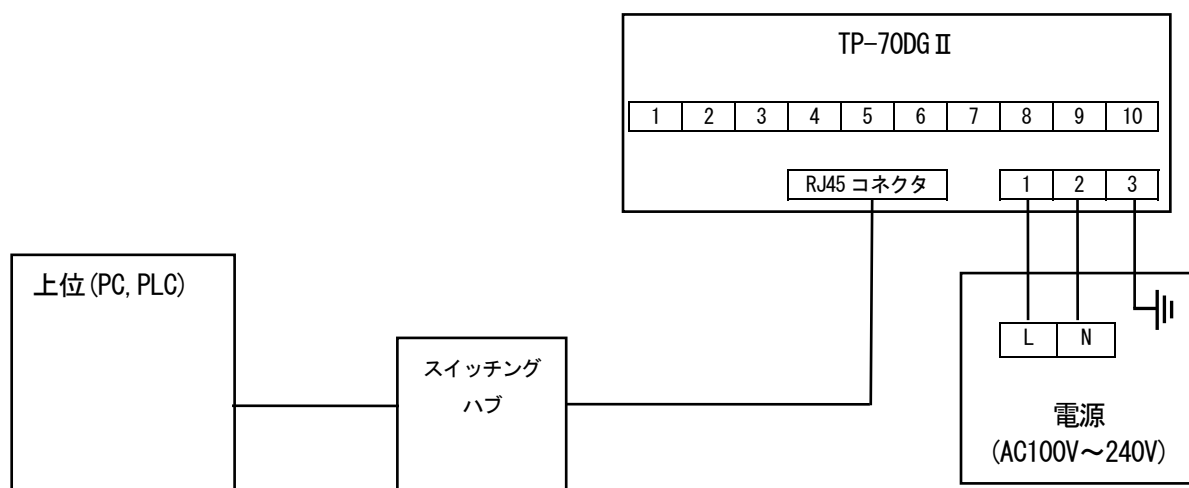 TP-70DGⅡ
1 2 3 4 5 6 7 8 9 10
RJ45 コネクタ 1 2 3
上位(PC, PLC)
スイッチング
ハブ
L N
電源
(AC100V～240V)